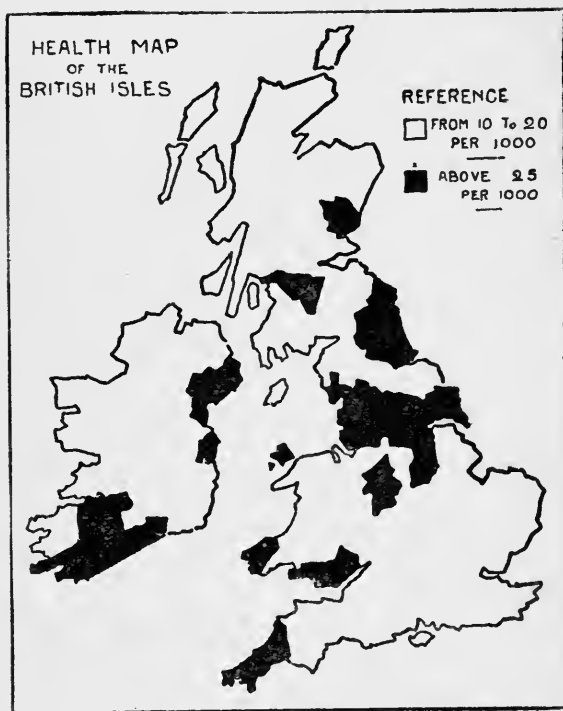 HEALTH MAP
OF THE
BRITISH ISLES
REFERENCE
FROM 10 TO 20
PER 1000
ABOVE 25
PER 1000